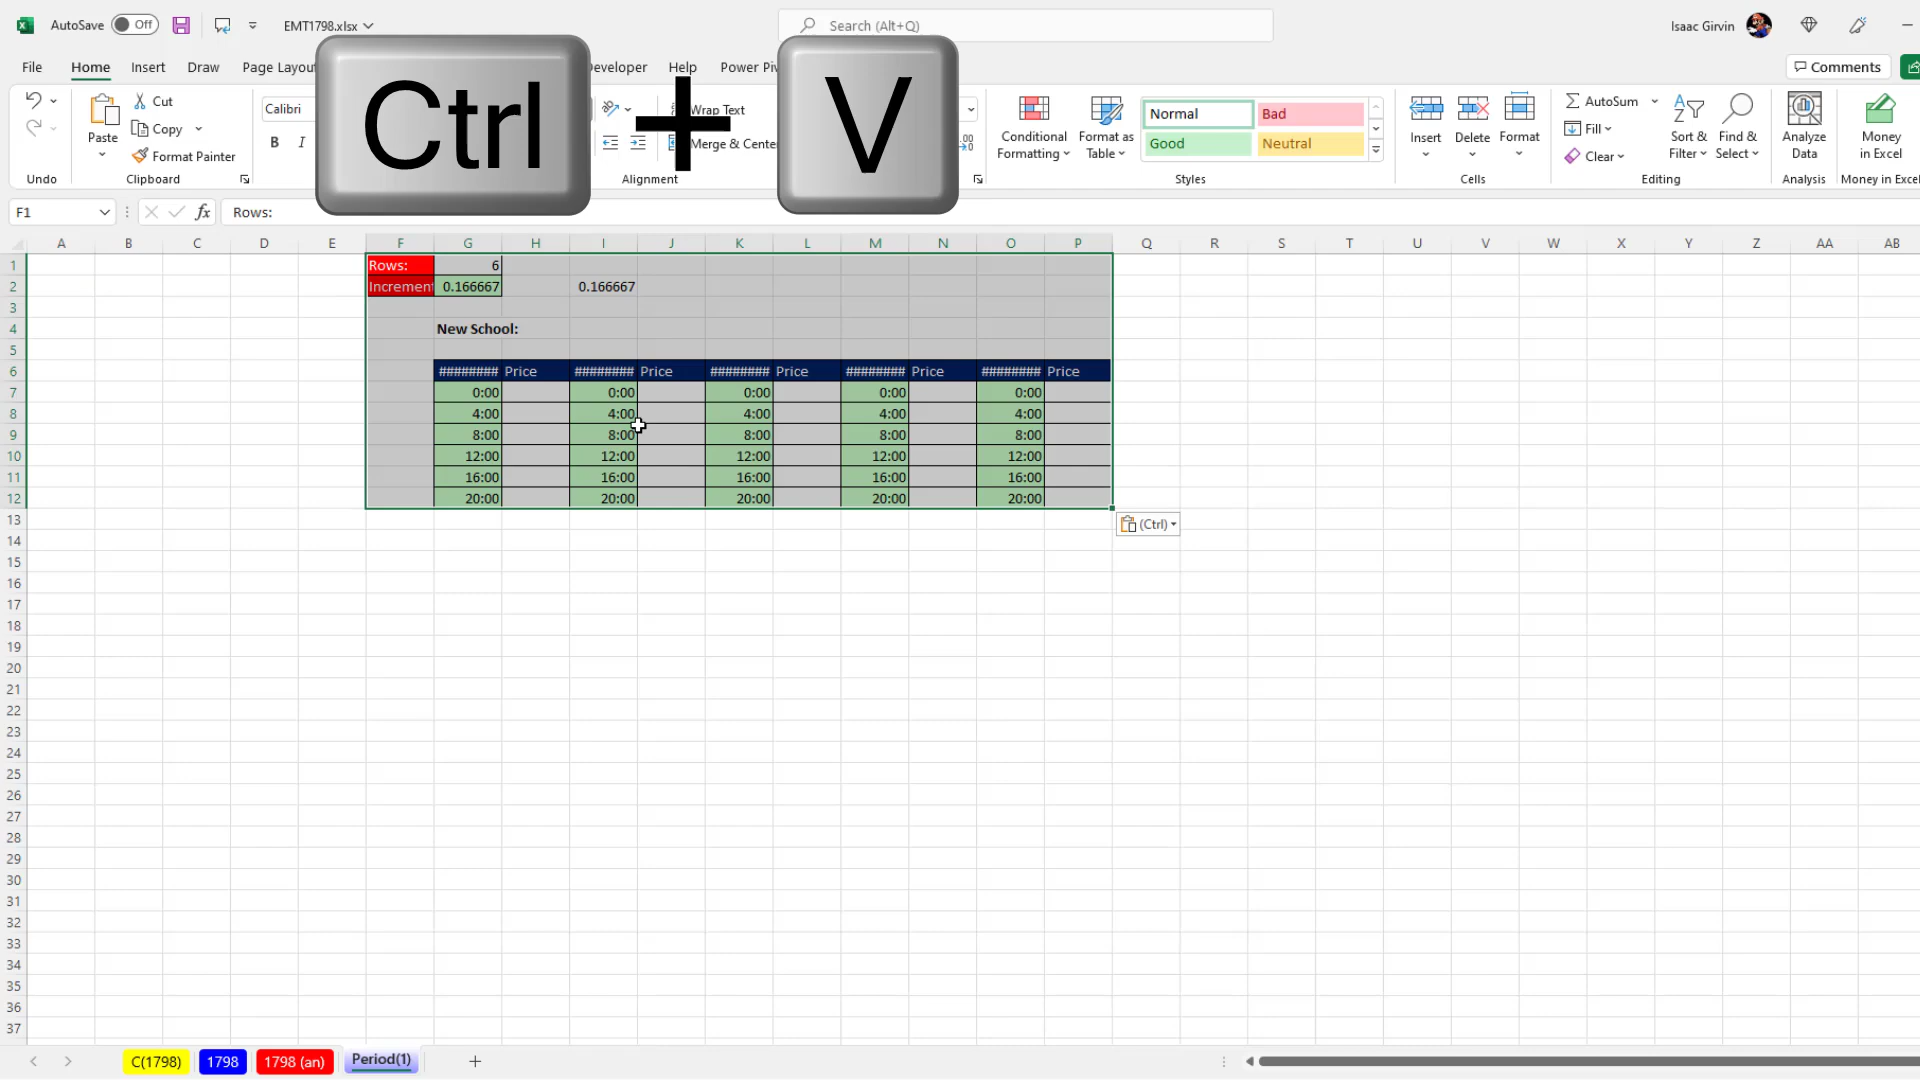 AutoSave Off EMT1798.xlsx Search (Alt+Q) Isaac Girvin
File Home Insert Draw Page Layou Developer Help Power Piv Comments
Ctrl + V
Paste Cut Copy Format Painter Calibri B I Wrap Text Merge & Cente
Conditional Formatting Format as Table Normal Bad Good Neutral
Insert Delete Format AutoSum Fill Clear Sort & Filter Find & Select Analyze Data Money in Excel
Undo Clipboard Alignment Styles Cells Editing Analysis Money in Excel
F1 fx Rows:
A B C D E F G H I J K L M N O P Q R S T U V W X Y Z AA AB
1 Rows: 6
2 Increment 0.166667 0.166667
3
4 New School:
5
6 ######## Price ######## Price ######## Price ######## Price ######## Price
7 0:00 0:00 0:00 0:00 0:00
8 4:00 4:00 4:00 4:00 4:00
9 8:00 8:00 8:00 8:00 8:00
10 12:00 12:00 12:00 12:00 12:00
11 16:00 16:00 16:00 16:00 16:00
12 20:00 20:00 20:00 20:00 20:00
13 (Ctrl)
14
15
16
17
18
19
20
21
22
23
24
25
26
27
28
29
30
31
32
33
34
35
36
37
C(1798) 1798 1798 (an) Period(1)